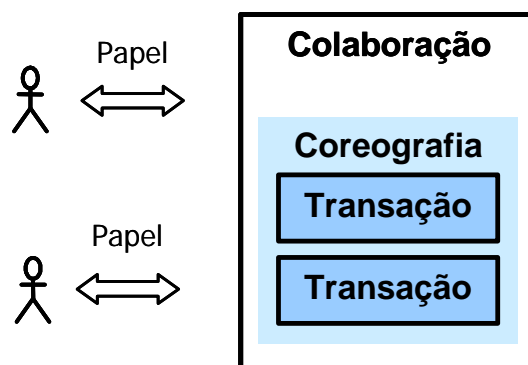 Papel
Colaboração
Coreografia
Transação
Papel
Transação